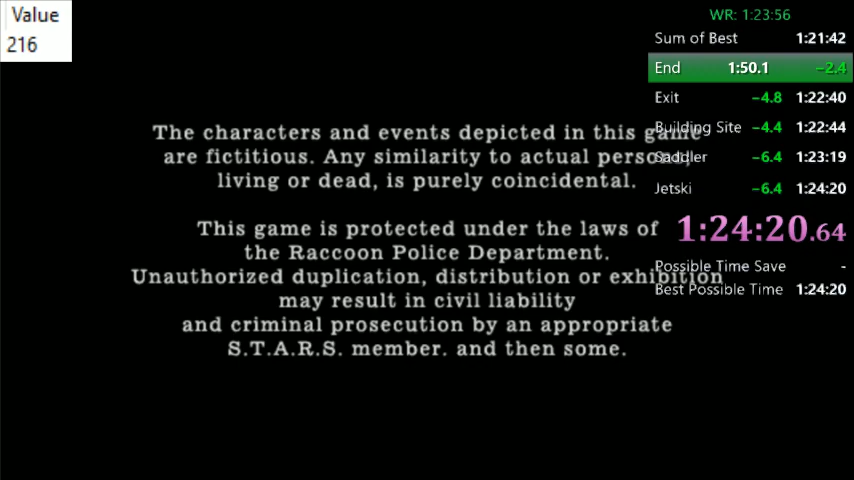 Value
216
WR: 1:23:56
Sum of Best 1:21:42
End 1:50.1 −2.4
Exit −4.8 1:22:40
Building Site −4.4 1:22:44
Saddler −6.4 1:23:19
Jetski −6.4 1:24:20
1:24:20.64
Possible Time Save -
Best Possible Time 1:24:20
The characters and events depicted in this game
are fictitious. Any similarity to actual persons,
living or dead, is purely coincidental.
This game is protected under the laws of
the Raccoon Police Department.
Unauthorized duplication, distribution or exhibition
may result in civil liability
and criminal prosecution by an appropriate
S.T.A.R.S. member. and then some.